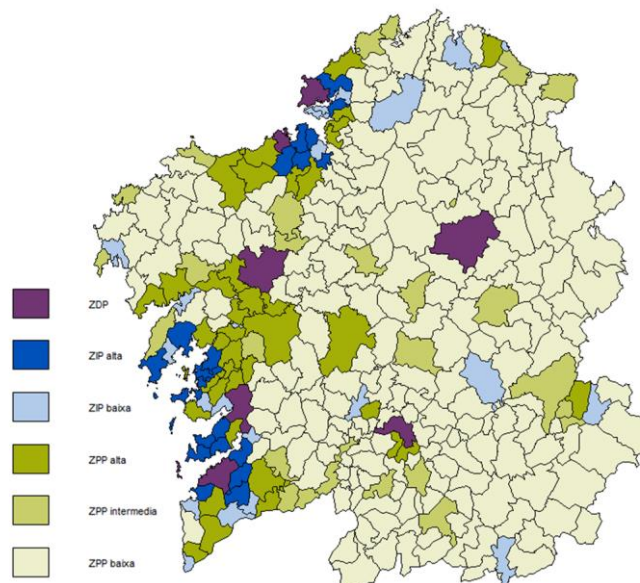 ZDP
ZIP alta
ZIP baixa
ZPP alta
ZPP intermedia
ZPP baixa